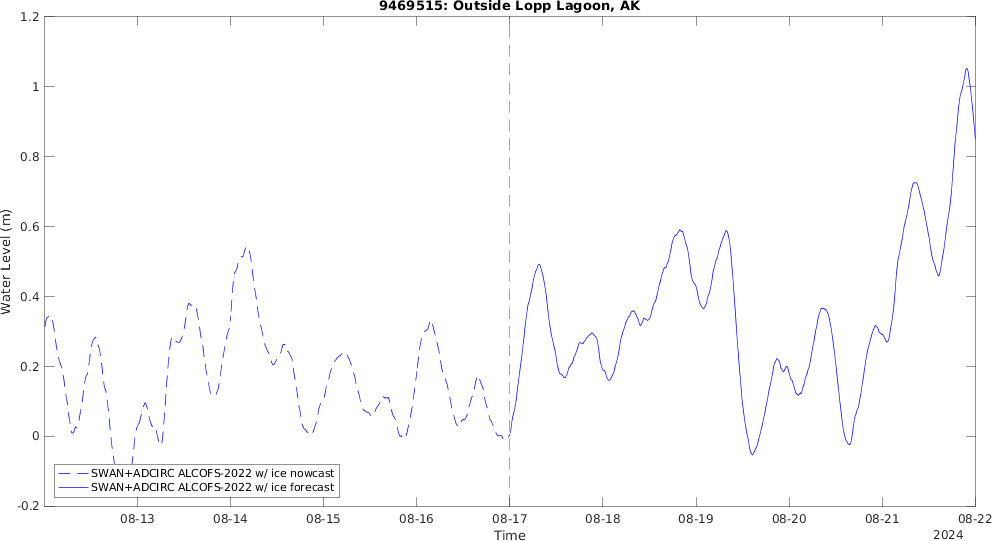 9469515: Outside Lopp Lagoon, AK
1.2
1
0.8
0.6
0.4
0.2
0
-0.2
Water Level (m)
SWAN+ADCIRC ALCOFS-2022 w/ ice nowcast
SWAN+ADCIRC ALCOFS-2022 w/ ice forecast
08-13 08-14 08-15 08-16 08-17 08-18 08-19 08-20 08-21 08-22
Time
2024